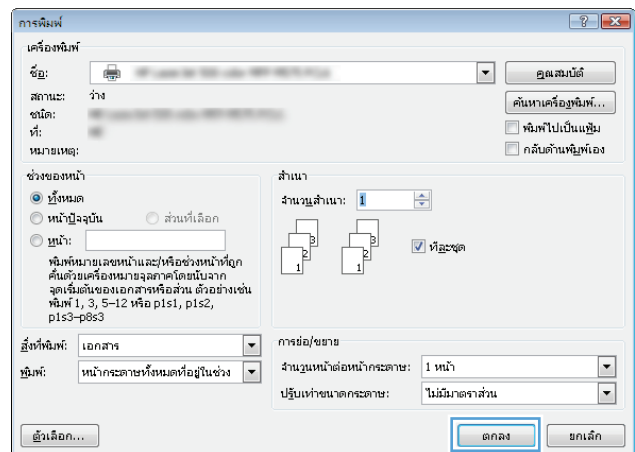 การพิมพ์
เครื่องพิมพ์
ชื่อ:
คุณสมบัติ
สถานะ: ว่าง
ชนิด:
ค้นหาเครื่องพิมพ์...
ที่:
พิมพ์ไปเป็นแฟ้ม
หมายเหตุ:
กลับด้านพิมพ์เอง
ช่วงของหน้า
ทั้งหมด
หน้าปัจจุบัน ส่วนที่เลือก
หน้า:
พิมพ์หมายเลขหน้าและ/หรือช่วงหน้าที่ถูก
คั่นด้วยเครื่องหมายจุลภาคโดยนับจาก
จุดเริ่มต้นของเอกสารหรือส่วน ตัวอย่างเช่น
พิมพ์ 1, 3, 5–12 หรือ p1s1, p1s2,
p1s3–p8s3
สำเนา
จำนวนสำเนา: 1
ทีละชุด
1 2 3
1 2 3
สิ่งที่พิมพ์: เอกสาร
พิมพ์: หน้ากระดาษทั้งหมดที่อยู่ในช่วง
การย่อ/ขยาย
จำนวนหน้าต่อหน้ากระดาษ: 1 หน้า
ปรับเท่าขนาดกระดาษ: ไม่มีมาตราส่วน
ตัวเลือก...
ตกลง
ยกเลิก